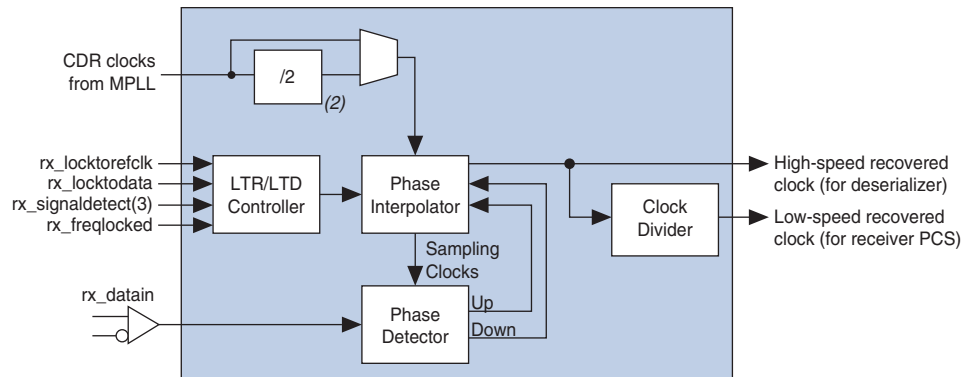 CDR clocks
from MPLL
/2
(2)
rx_locktorefclk
rx_locktodata
rx_signaldetect(3)
rx_freqlocked
LTR/LTD
Controller
Phase
Interpolator
High-speed recovered
clock (for deserializer)
Clock
Divider
Low-speed recovered
clock (for receiver PCS)
Sampling
Clocks
rx_datain
Phase
Detector
Up
Down